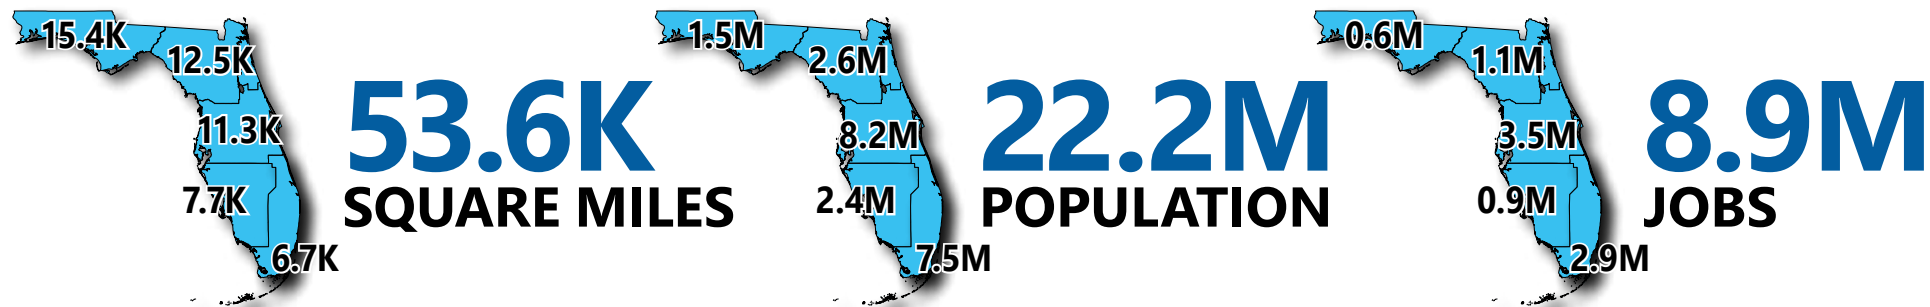 15.4K
12.5K
11.3K
7.7K
6.7K
53.6K
SQUARE MILES
1.5M
2.6M
8.2M
2.4M
7.5M
22.2M
POPULATION
0.6M
1.1M
3.5M
0.9M
2.9M
8.9M
JOBS